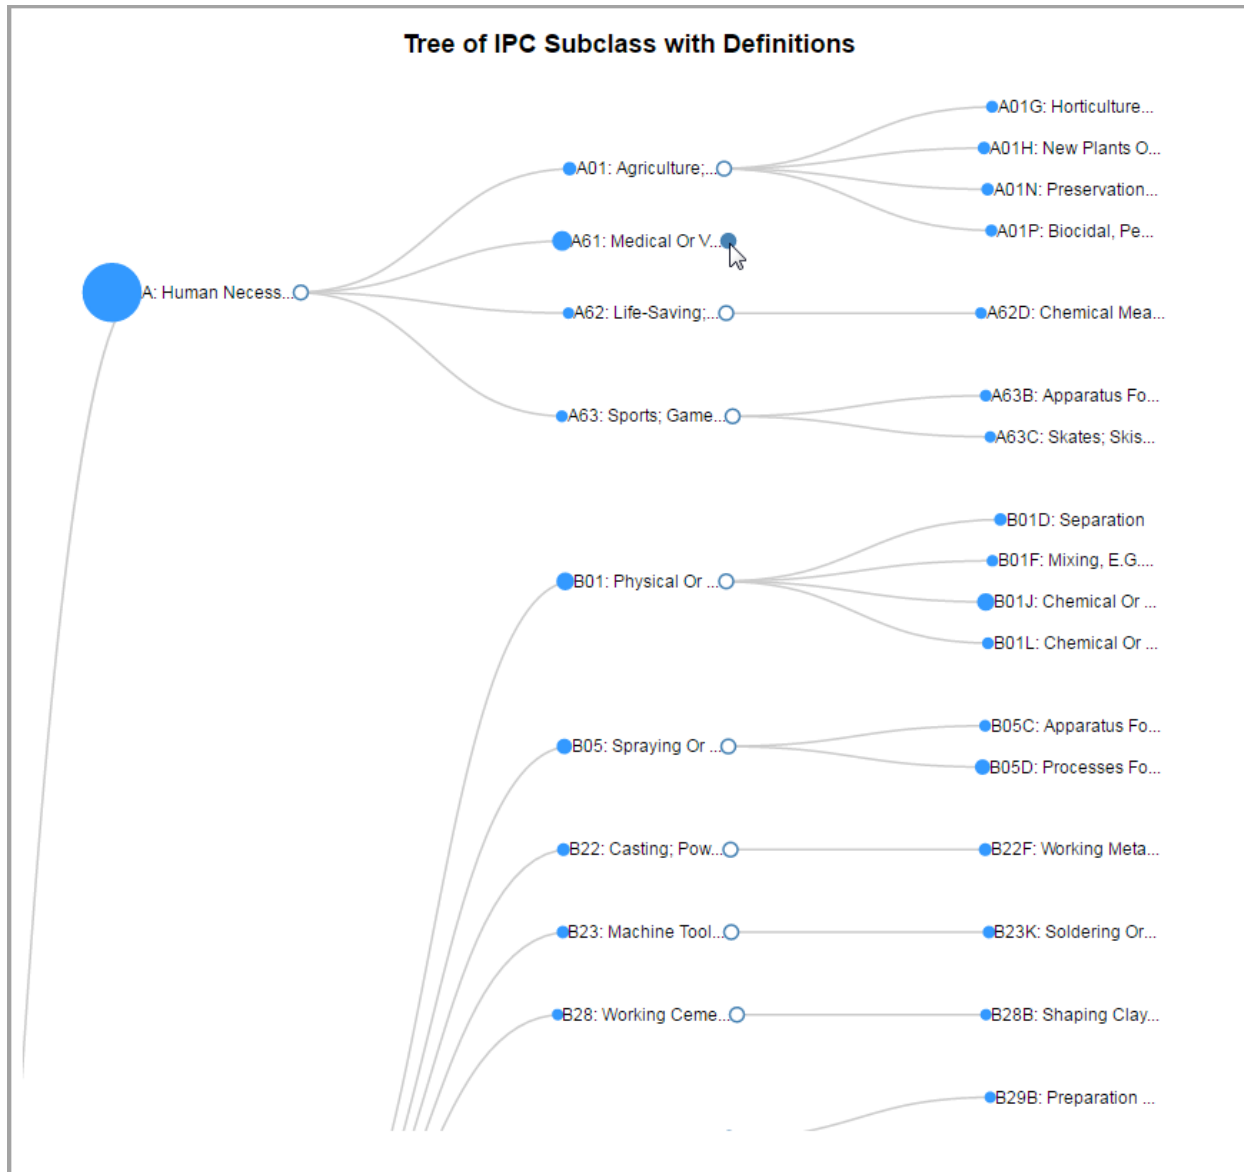 Tree of IPC Subclass with Definitions
A01G: Horticulture...
A01H: New Plants O...
A01: Agriculture;...
A01N: Preservation...
A01P: Biocidal, Pe...
A61: Medical Or V...
A: Human Necess...
A62: Life-Saving;...
A62D: Chemical Mea...
A63B: Apparatus Fo...
A63: Sports; Game...
A63C: Skates; Skis...
B01D: Separation
B01F: Mixing, E.G....
B01: Physical Or ...
B01J: Chemical Or ...
B01L: Chemical Or ...
B05C: Apparatus Fo...
B05: Spraying Or ...
B05D: Processes Fo...
B22: Casting; Pow...
B22F: Working Meta...
B23: Machine Tool...
B23K: Soldering Or...
B28: Working Ceme...
B28B: Shaping Clay...
B29B: Preparation ...